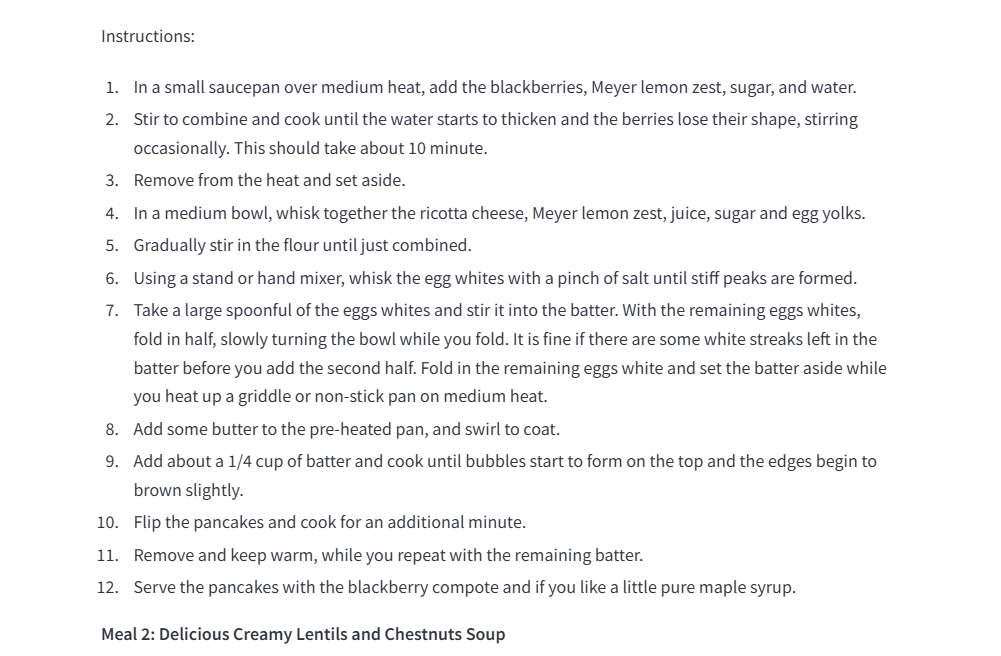 Instructions:
1. In a small saucepan over medium heat, add the blackberries, Meyer lemon zest, sugar, and water.
2. Stir to combine and cook until the water starts to thicken and the berries lose their shape, stirring
occasionally. This should take about 10 minute.
3. Remove from the heat and set aside.
4. In a medium bowl, whisk together the ricotta cheese, Meyer lemon zest, juice, sugar and egg yolks.
5. Gradually stir in the flour until just combined.
6. Using a stand or hand mixer, whisk the egg whites with a pinch of salt until stiff peaks are formed.
7. Take a large spoonful of the eggs whites and stir it into the batter. With the remaining eggs whites,
fold in half, slowly turning the bowl while you fold. It is fine if there are some white streaks left in the
batter before you add the second half. Fold in the remaining eggs white and set the batter aside while
you heat up a griddle or non-stick pan on medium heat.
8. Add some butter to the pre-heated pan, and swirl to coat.
9. Add about a 1/4 cup of batter and cook until bubbles start to form on the top and the edges begin to
brown slightly.
10. Flip the pancakes and cook for an additional minute.
11. Remove and keep warm, while you repeat with the remaining batter.
12. Serve the pancakes with the blackberry compote and if you like a little pure maple syrup.
Meal 2: Delicious Creamy Lentils and Chestnuts Soup